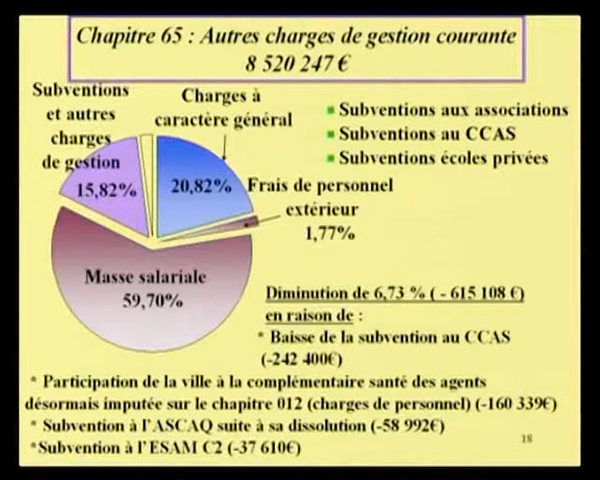 Chapitre 65 : Autres charges de gestion courante
8 520 247 €
Subventions
et autres
charges
de gestion
15,82%
Charges à
caractère général
20,82%
Subventions aux associations
Subventions au CCAS
Subventions écoles privées
Frais de personnel
extérieur
1,77%
Masse salariale
59,70%
Diminution de 6,73 % ( - 615 108 €)
en raison de :
* Baisse de la subvention au CCAS
(-242 400€)
* Participation de la ville à la complémentaire santé des agents
désormais imputée sur le chapitre 012 (charges de personnel) (-160 339€)
* Subvention à l'ASCAQ suite à sa dissolution (-58 992€)
*Subvention à l'ESAM C2 (-37 610€)
18